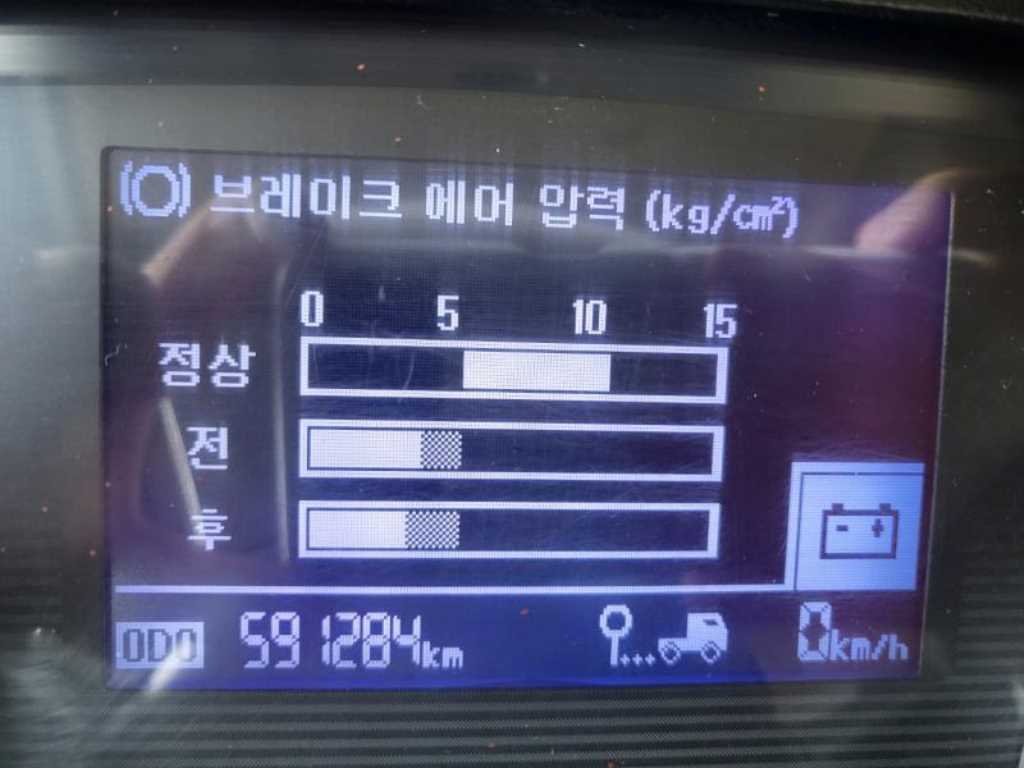 브레이크 에어 압력 (kg/cm²)
0 5 10 15
정상
전
후
- +
ODO 591284km 0km/h